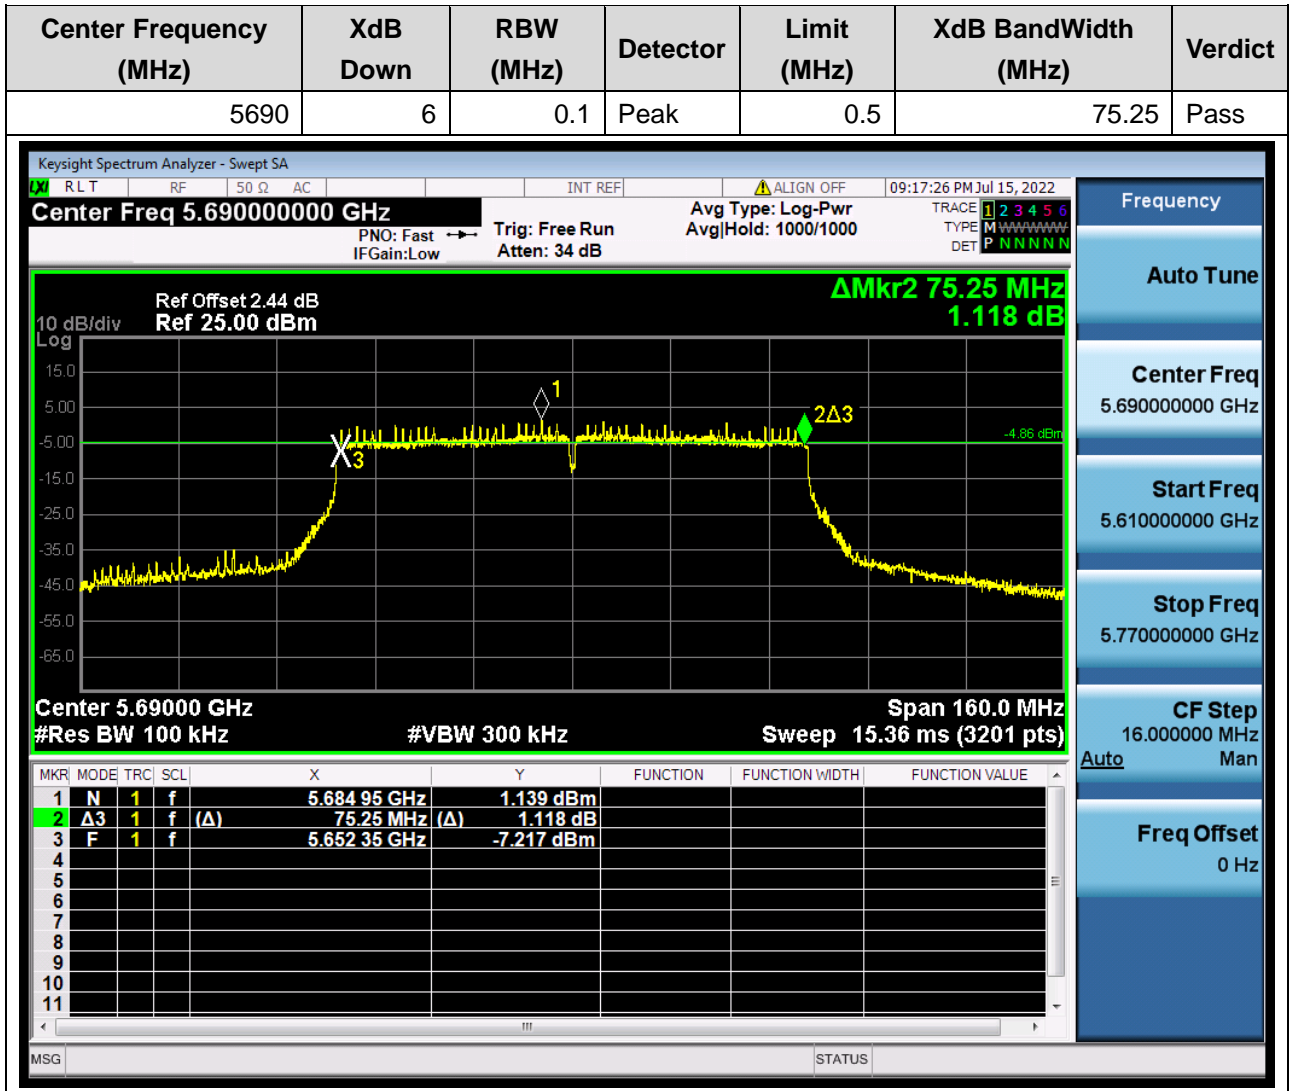 Center Frequency (MHz) XdB Down RBW (MHz) Detector Limit (MHz) XdB BandWidth (MHz) Verdict
5690 6 0.1 Peak 0.5 75.25 Pass
Keysight Spectrum Analyzer - Swept SA
LXI RLT RF 50 Ω AC INT REF ALIGN OFF 09:17:26 PM Jul 15, 2022
Center Freq 5.690000000 GHz
PNO: Fast
IFGain:Low
Trig: Free Run
Atten: 34 dB
Avg Type: Log-Pwr
Avg|Hold: 1000/1000
TRACE 1 2 3 4 5 6
TYPE M WWWWW
DET P N N N N N
Ref Offset 2.44 dB
Ref 25.00 dBm
ΔMkr2 75.25 MHz
1.118 dB
10 dB/div
Log
15.0
5.00
-5.00
-15.0
-25.0
-35.0
-45.0
-55.0
-65.0
1
2Δ3
3
-4.86 dBm
Center 5.69000 GHz
Span 160.0 MHz
#Res BW 100 kHz
#VBW 300 kHz
Sweep 15.36 ms (3201 pts)
MKR MODE TRC SCL X Y FUNCTION FUNCTION WIDTH FUNCTION VALUE
1 N 1 f 5.684 95 GHz 1.139 dBm
2 Δ3 1 f (Δ) 75.25 MHz (Δ) 1.118 dB
3 F 1 f 5.652 35 GHz -7.217 dBm
4
5
6
7
8
9
10
11
MSG STATUS
Frequency
Auto Tune
Center Freq
5.690000000 GHz
Start Freq
5.610000000 GHz
Stop Freq
5.770000000 GHz
CF Step
16.000000 MHz
Auto Man
Freq Offset
0 Hz